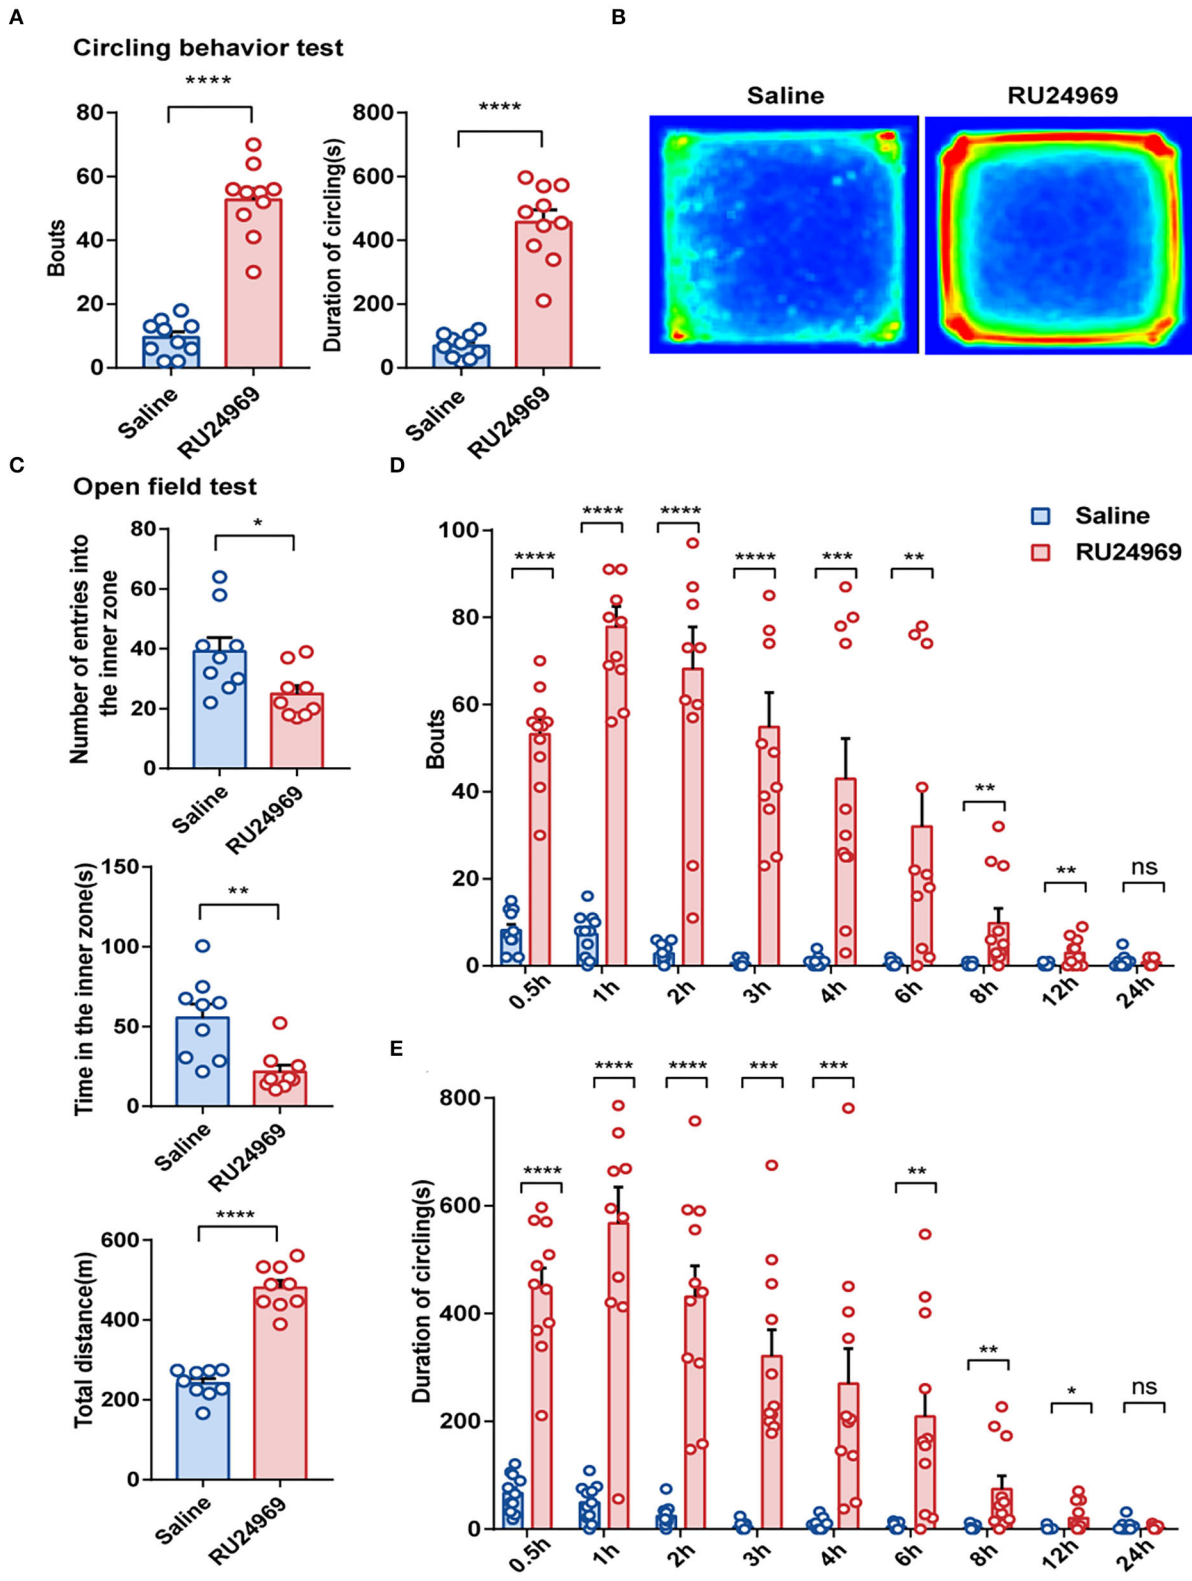 A
Circling behavior test
****
Bouts
80
60
40
20
0
Saline
RU24969
****
Duration of circling(s)
800
600
400
200
0
Saline
RU24969
B
Saline
RU24969
C
Open field test
*
Number of entries into
the inner zone
80
60
40
20
0
Saline
RU24969
**
Time in the inner zone(s)
150
100
50
0
Saline
RU24969
****
Total distance(m)
600
400
200
0
Saline
RU24969
D
Saline
RU24969
Bouts
100
80
60
40
20
0
****
****
****
****
***
**
**
**
ns
0.5h
1h
2h
3h
4h
6h
8h
12h
24h
E
Duration of circling(s)
800
600
400
200
0
****
****
****
***
***
**
**
*
ns
0.5h
1h
2h
3h
4h
6h
8h
12h
24h